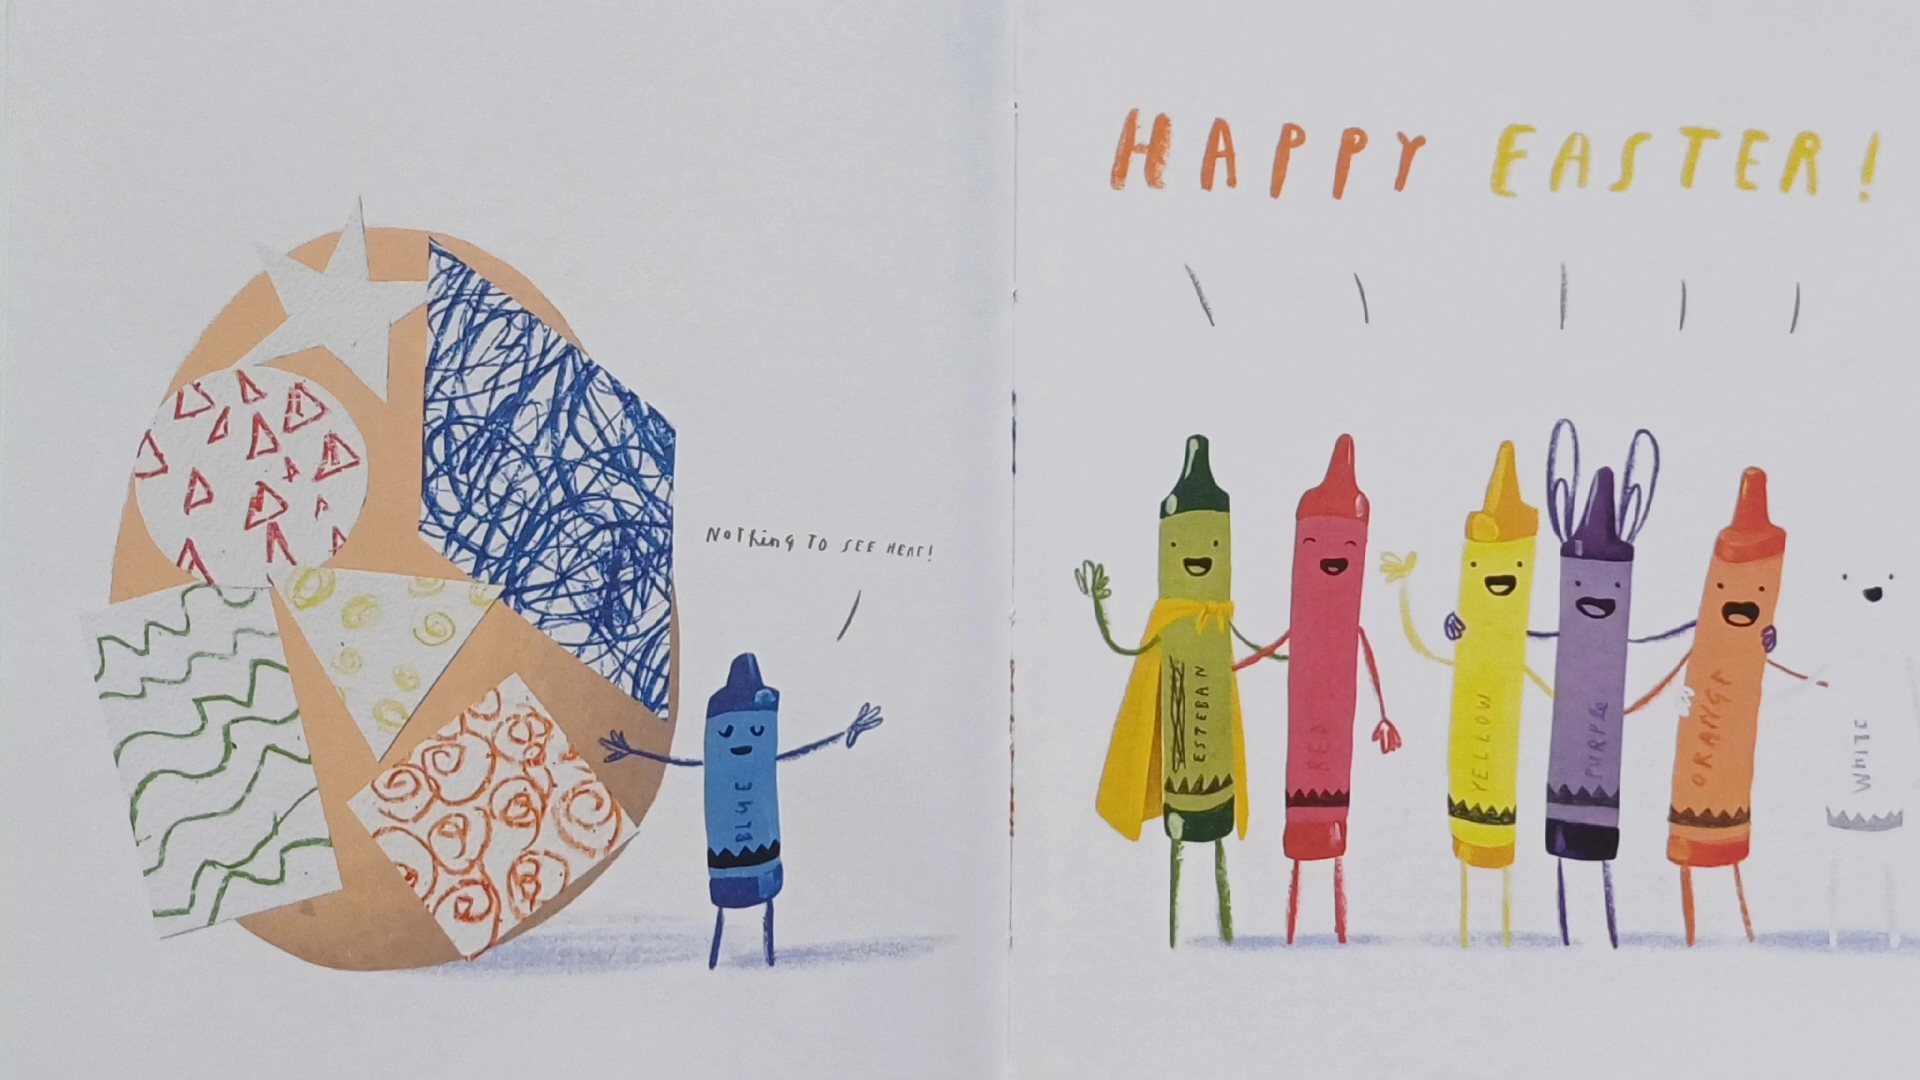 NOTHING TO SEE HERE!
BLUE
HAPPY EASTER!
ESTEBAN
RED
YELLOW
PURPLE
ORANGE
WHITE